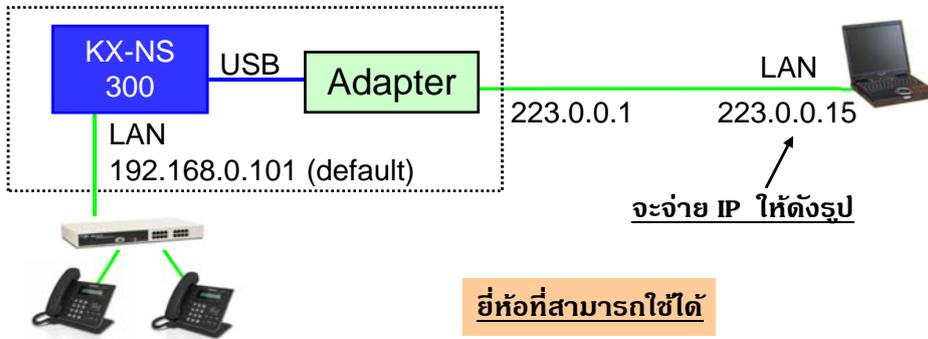 KX-NS
300
USB
Adapter
LAN
LAN
192.168.0.101 (default)
223.0.0.1
223.0.0.15
จะจ่าย IP ให้ดังรูป
ยี่ห้อที่สามารถใช้ได้